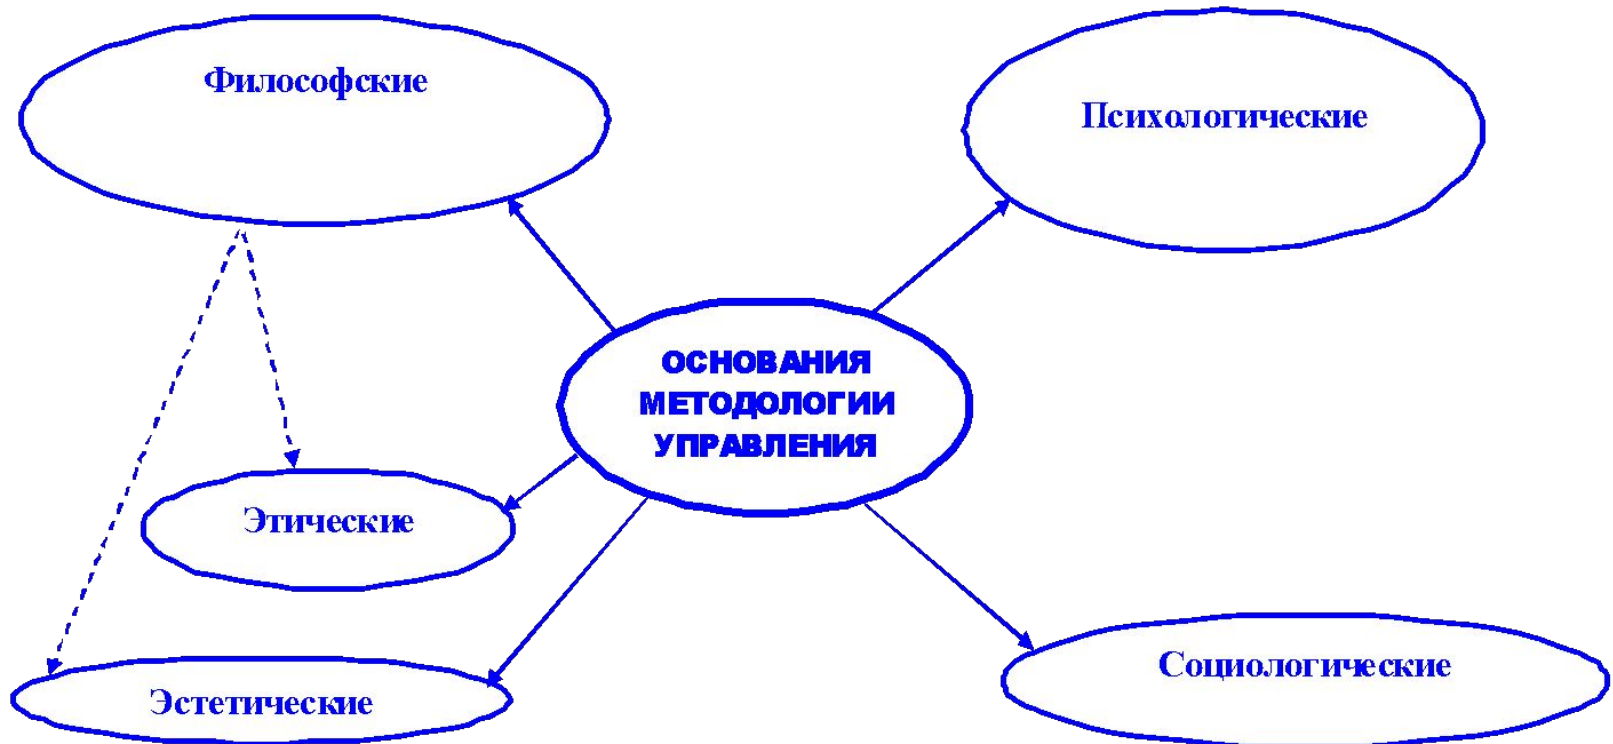 Философские
Психологические
ОСНОВАНИЯ
МЕТОДОЛОГИИ
УПРАВЛЕНИЯ
Этические
Эстетические
Социологические